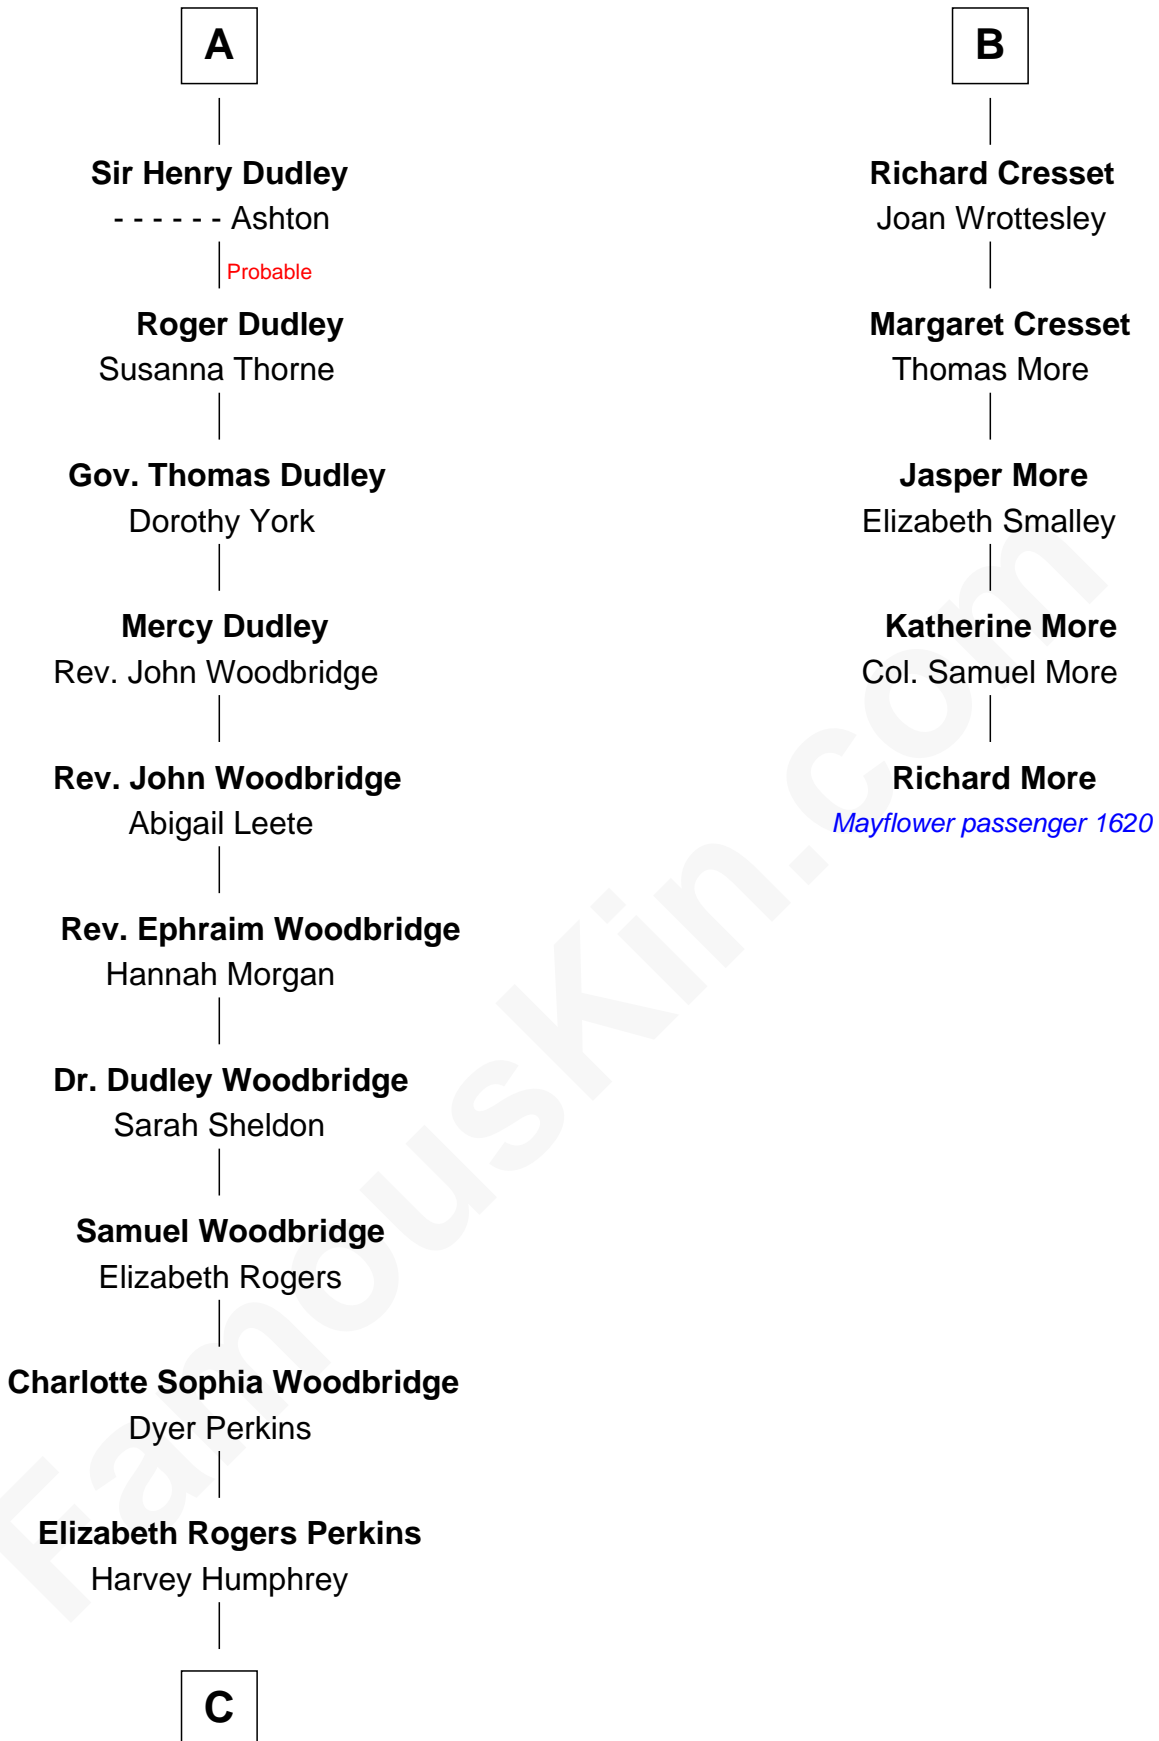 A
Sir Henry Dudley
- - - - - - Ashton
Probable
Roger Dudley
Susanna Thorne
Gov. Thomas Dudley
Dorothy York
Mercy Dudley
Rev. John Woodbridge
Rev. John Woodbridge
Abigail Leete
Rev. Ephraim Woodbridge
Hannah Morgan
Dr. Dudley Woodbridge
Sarah Sheldon
Samuel Woodbridge
Elizabeth Rogers
Charlotte Sophia Woodbridge
Dyer Perkins
Elizabeth Rogers Perkins
Harvey Humphrey
C
B
Richard Cresset
Joan Wrottesley
Margaret Cresset
Thomas More
Jasper More
Elizabeth Smalley
Katherine More
Col. Samuel More
Richard More
Mayflower passenger 1620
FamousKin.com